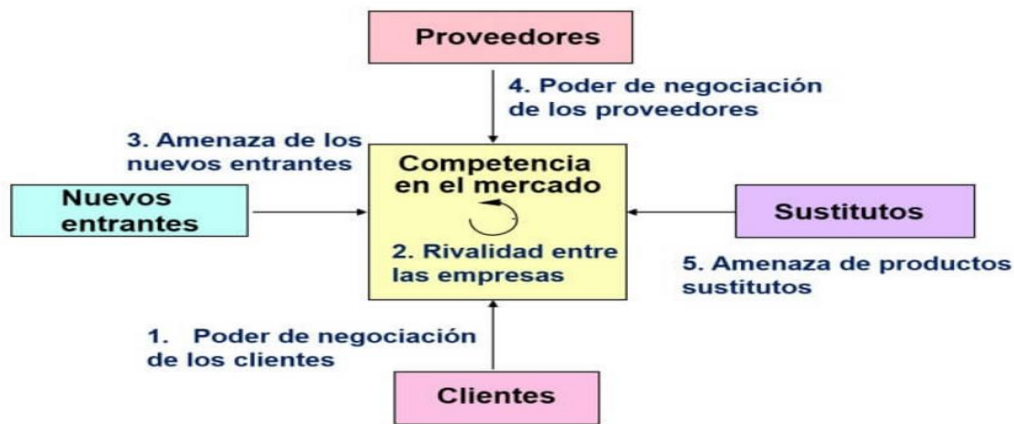 Proveedores
4. Poder de negociación
de los proveedores
3. Amenaza de los
nuevos entrantes
Competencia
en el mercado
Nuevos
entrantes
Sustitutos
2. Rivalidad entre
las empresas
5. Amenaza de productos
sustitutos
1. Poder de negociación
de los clientes
Clientes